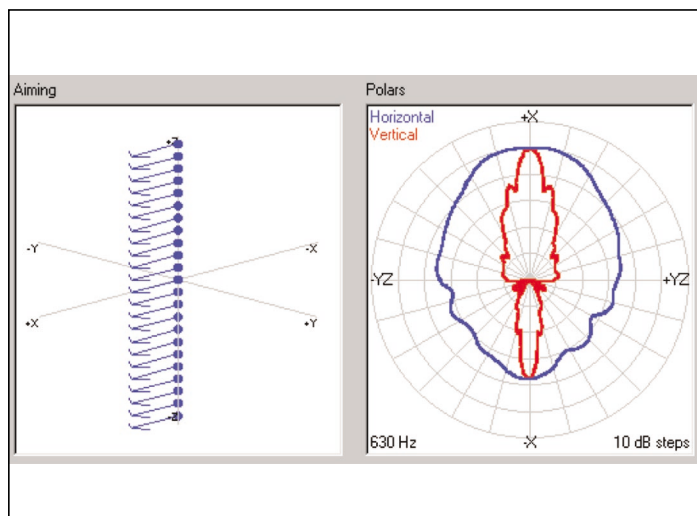 Aiming
+Z
-Y
-X
+X
+Y
-Z
Polars
Horizontal
Vertical
+X
-YZ
+YZ
-X
630 Hz
10 dB steps